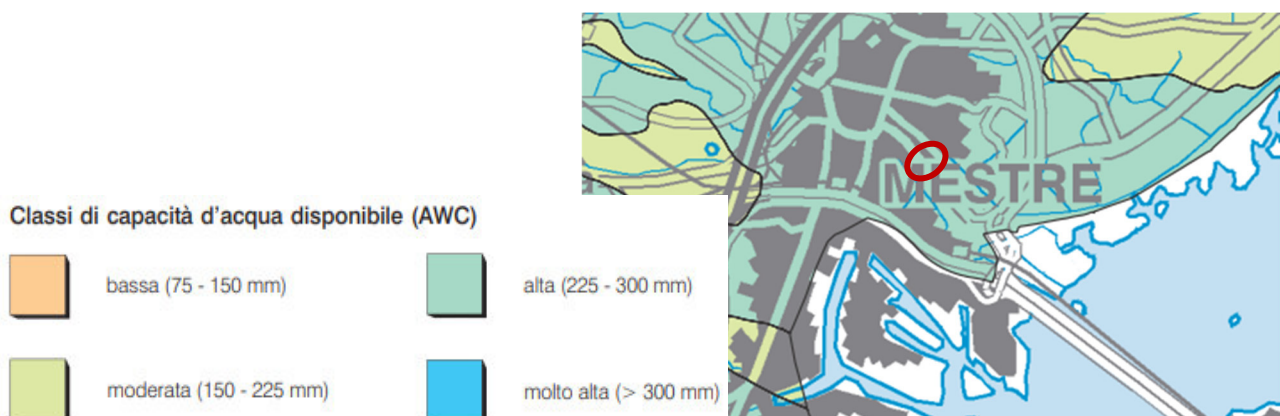 MESTRE
Classi di capacità d'acqua disponibile (AWC)
bassa (75 - 150 mm)
alta (225 - 300 mm)
moderata (150 - 225 mm)
molto alta (> 300 mm)